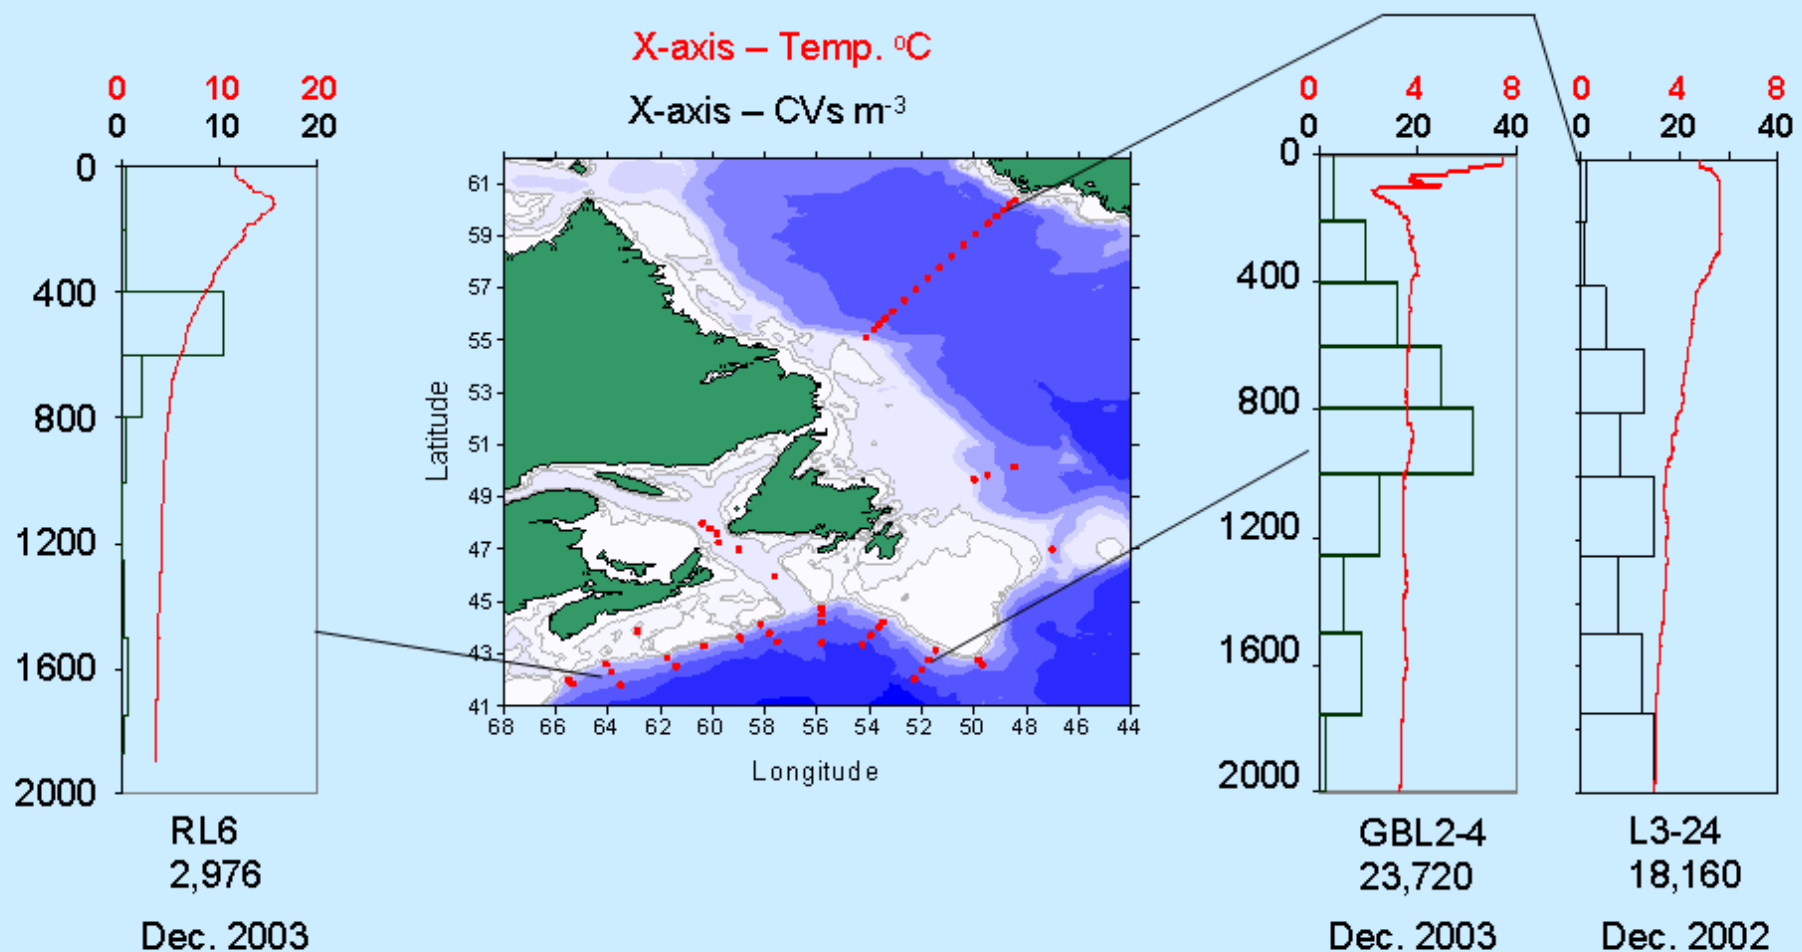 X-axis – Temp. ⁰C
X-axis – CVs m⁻³
0 10 20
0 10 20
0
400
800
1200
1600
2000
RL6
2,976
Dec. 2003
Latitude
61
59
57
55
53
51
49
47
45
43
41
68 66 64 62 60 58 56 54 52 50 48 46 44
Longitude
0 4 8
0 20 40
0
400
800
1200
1600
2000
GBL2-4
23,720
Dec. 2003
0 4 8
0 20 40
L3-24
18,160
Dec. 2002